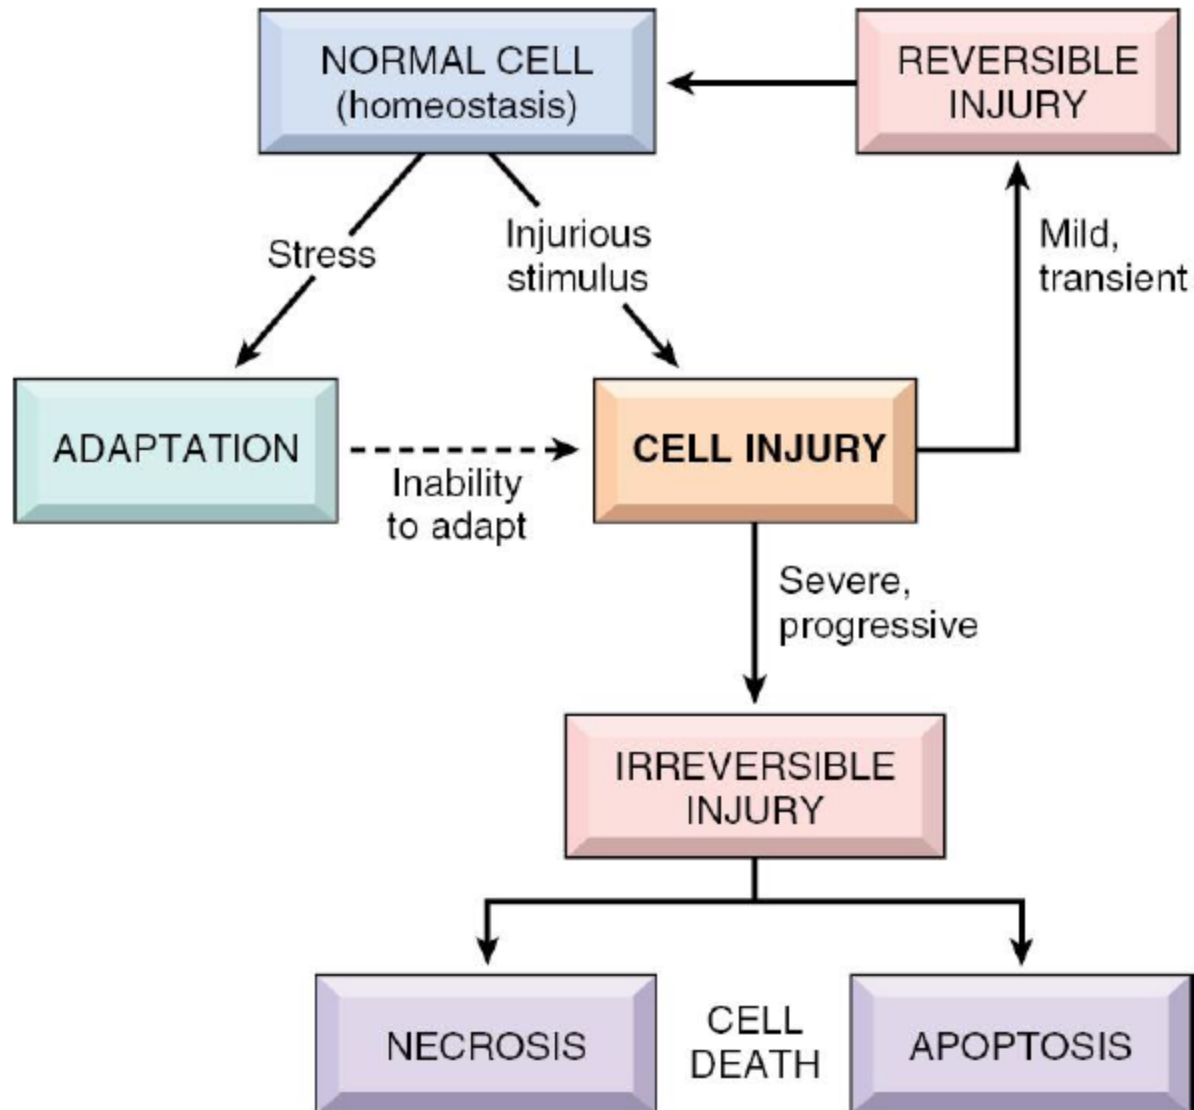 NORMAL CELL
(homeostasis)
REVERSIBLE
INJURY
Stress
Injurious
stimulus
Mild,
transient
ADAPTATION
Inability
to adapt
CELL INJURY
Severe,
progressive
IRREVERSIBLE
INJURY
NECROSIS
CELL
DEATH
APOPTOSIS